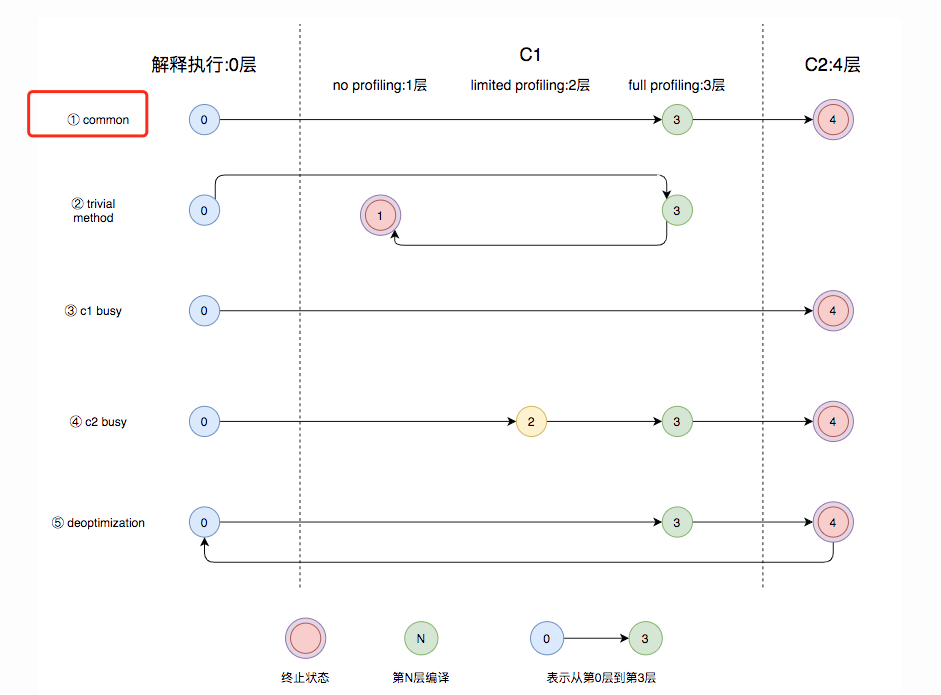 C1
解释执行:0层
C2:4层
no profiling:1层
limited profiling:2层
full profiling:3层
① common
0
3
4
② trivial
method
0
1
3
③ c1 busy
0
4
④ c2 busy
0
2
3
4
⑤ deoptimization
0
3
4
N
0
3
终止状态
第N层编译
表示从第0层到第3层